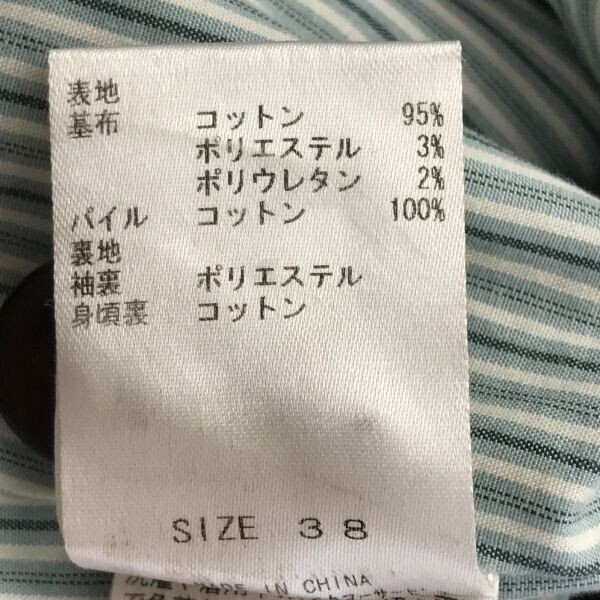 表地
基布 コットン 95%
ポリエステル 3%
ポリウレタン 2%
パイル コットン 100%
裏地
袖裏 ポリエステル
身頃裏 コットン
SIZE 38
IN CHINA